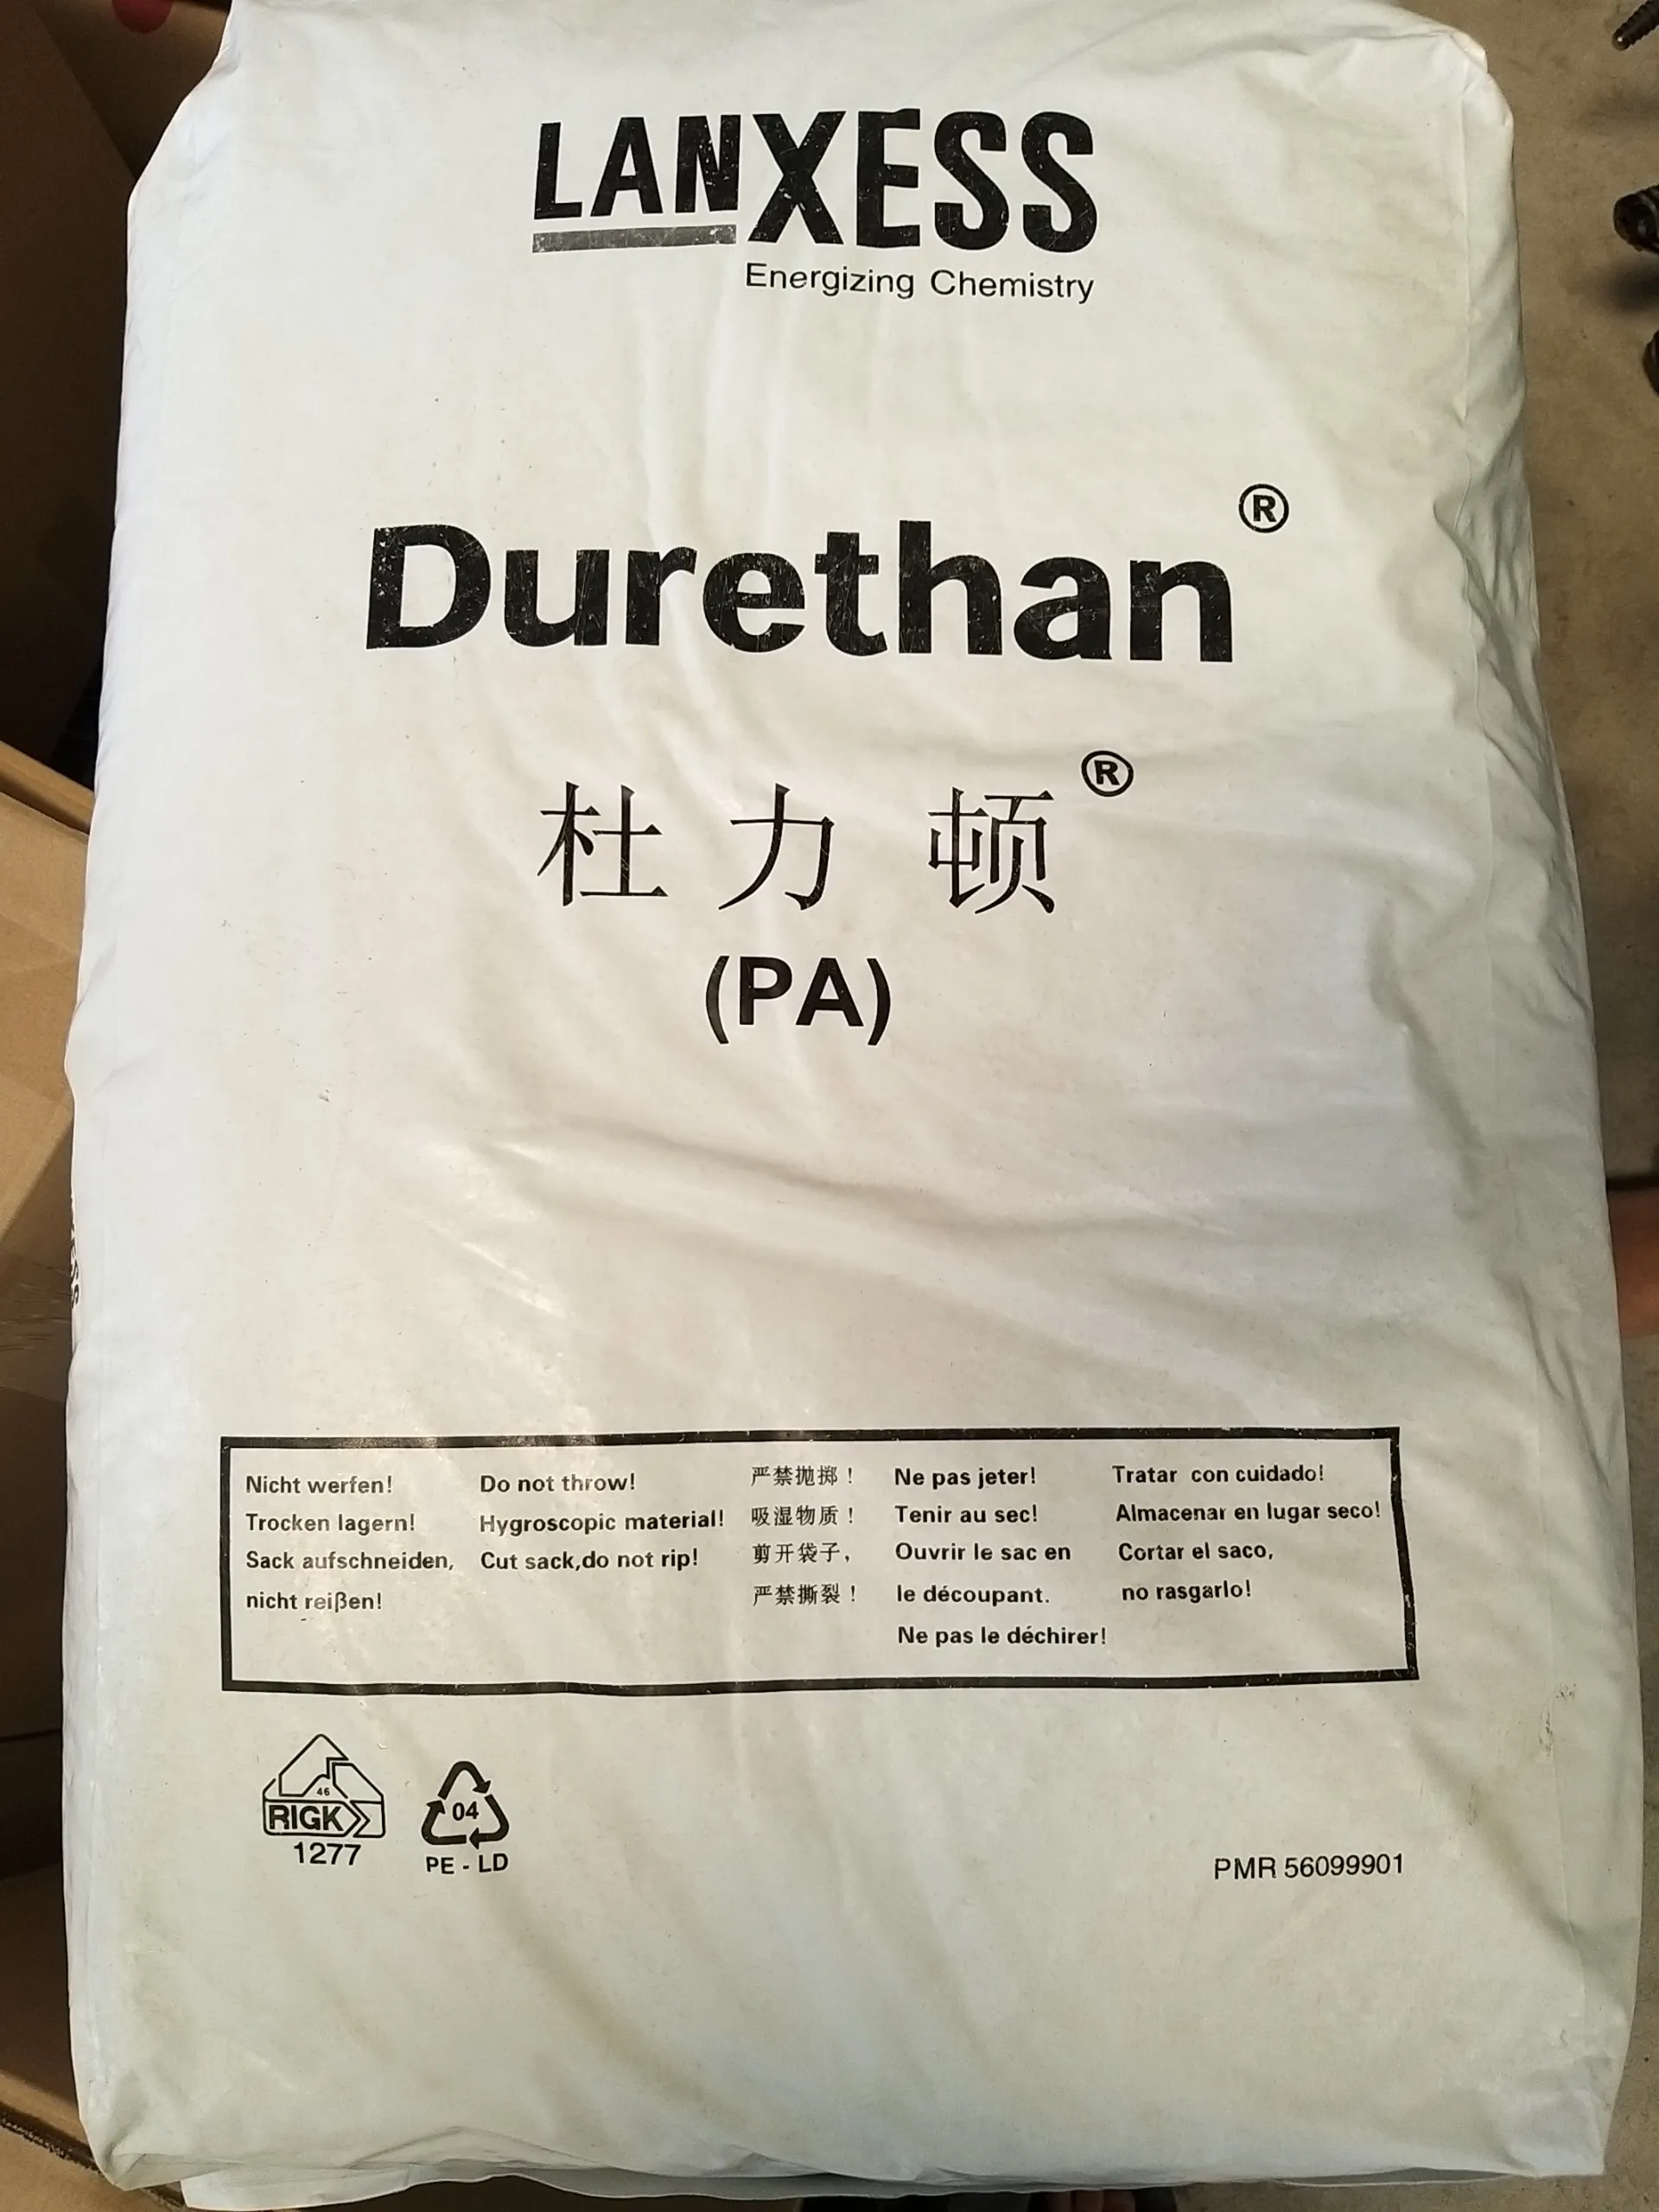 LANXESS
Energizing Chemistry
Durethan®
杜力顿®
(PA)
Nicht werfen!
Trocken lagern!
Sack aufschneiden,
nicht reißen!
Do not throw!
Hygroscopic material!
Cut sack,do not rip!
严禁抛掷！
吸湿物质！
剪开袋子，
严禁撕裂！
Ne pas jeter!
Tenir au sec!
Ouvrir le sac en
le découpant.
Ne pas le déchirer!
Tratar con cuidado!
Almacenar en lugar seco!
Cortar el saco,
no rasgarlo!
46
RIGK
1277
04
PE - LD
PMR 56099901